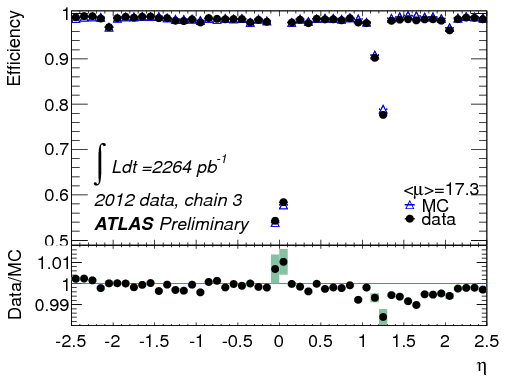 Efficiency
1
0.9
0.8
0.7
0.6
0.5
∫ Ldt =2264 pb⁻¹
2012 data, chain 3
ATLAS Preliminary
<μ>=17.3
MC
data
Data/MC
1.01
1
0.99
-2.5 -2 -1.5 -1 -0.5 0 0.5 1 1.5 2 2.5
η